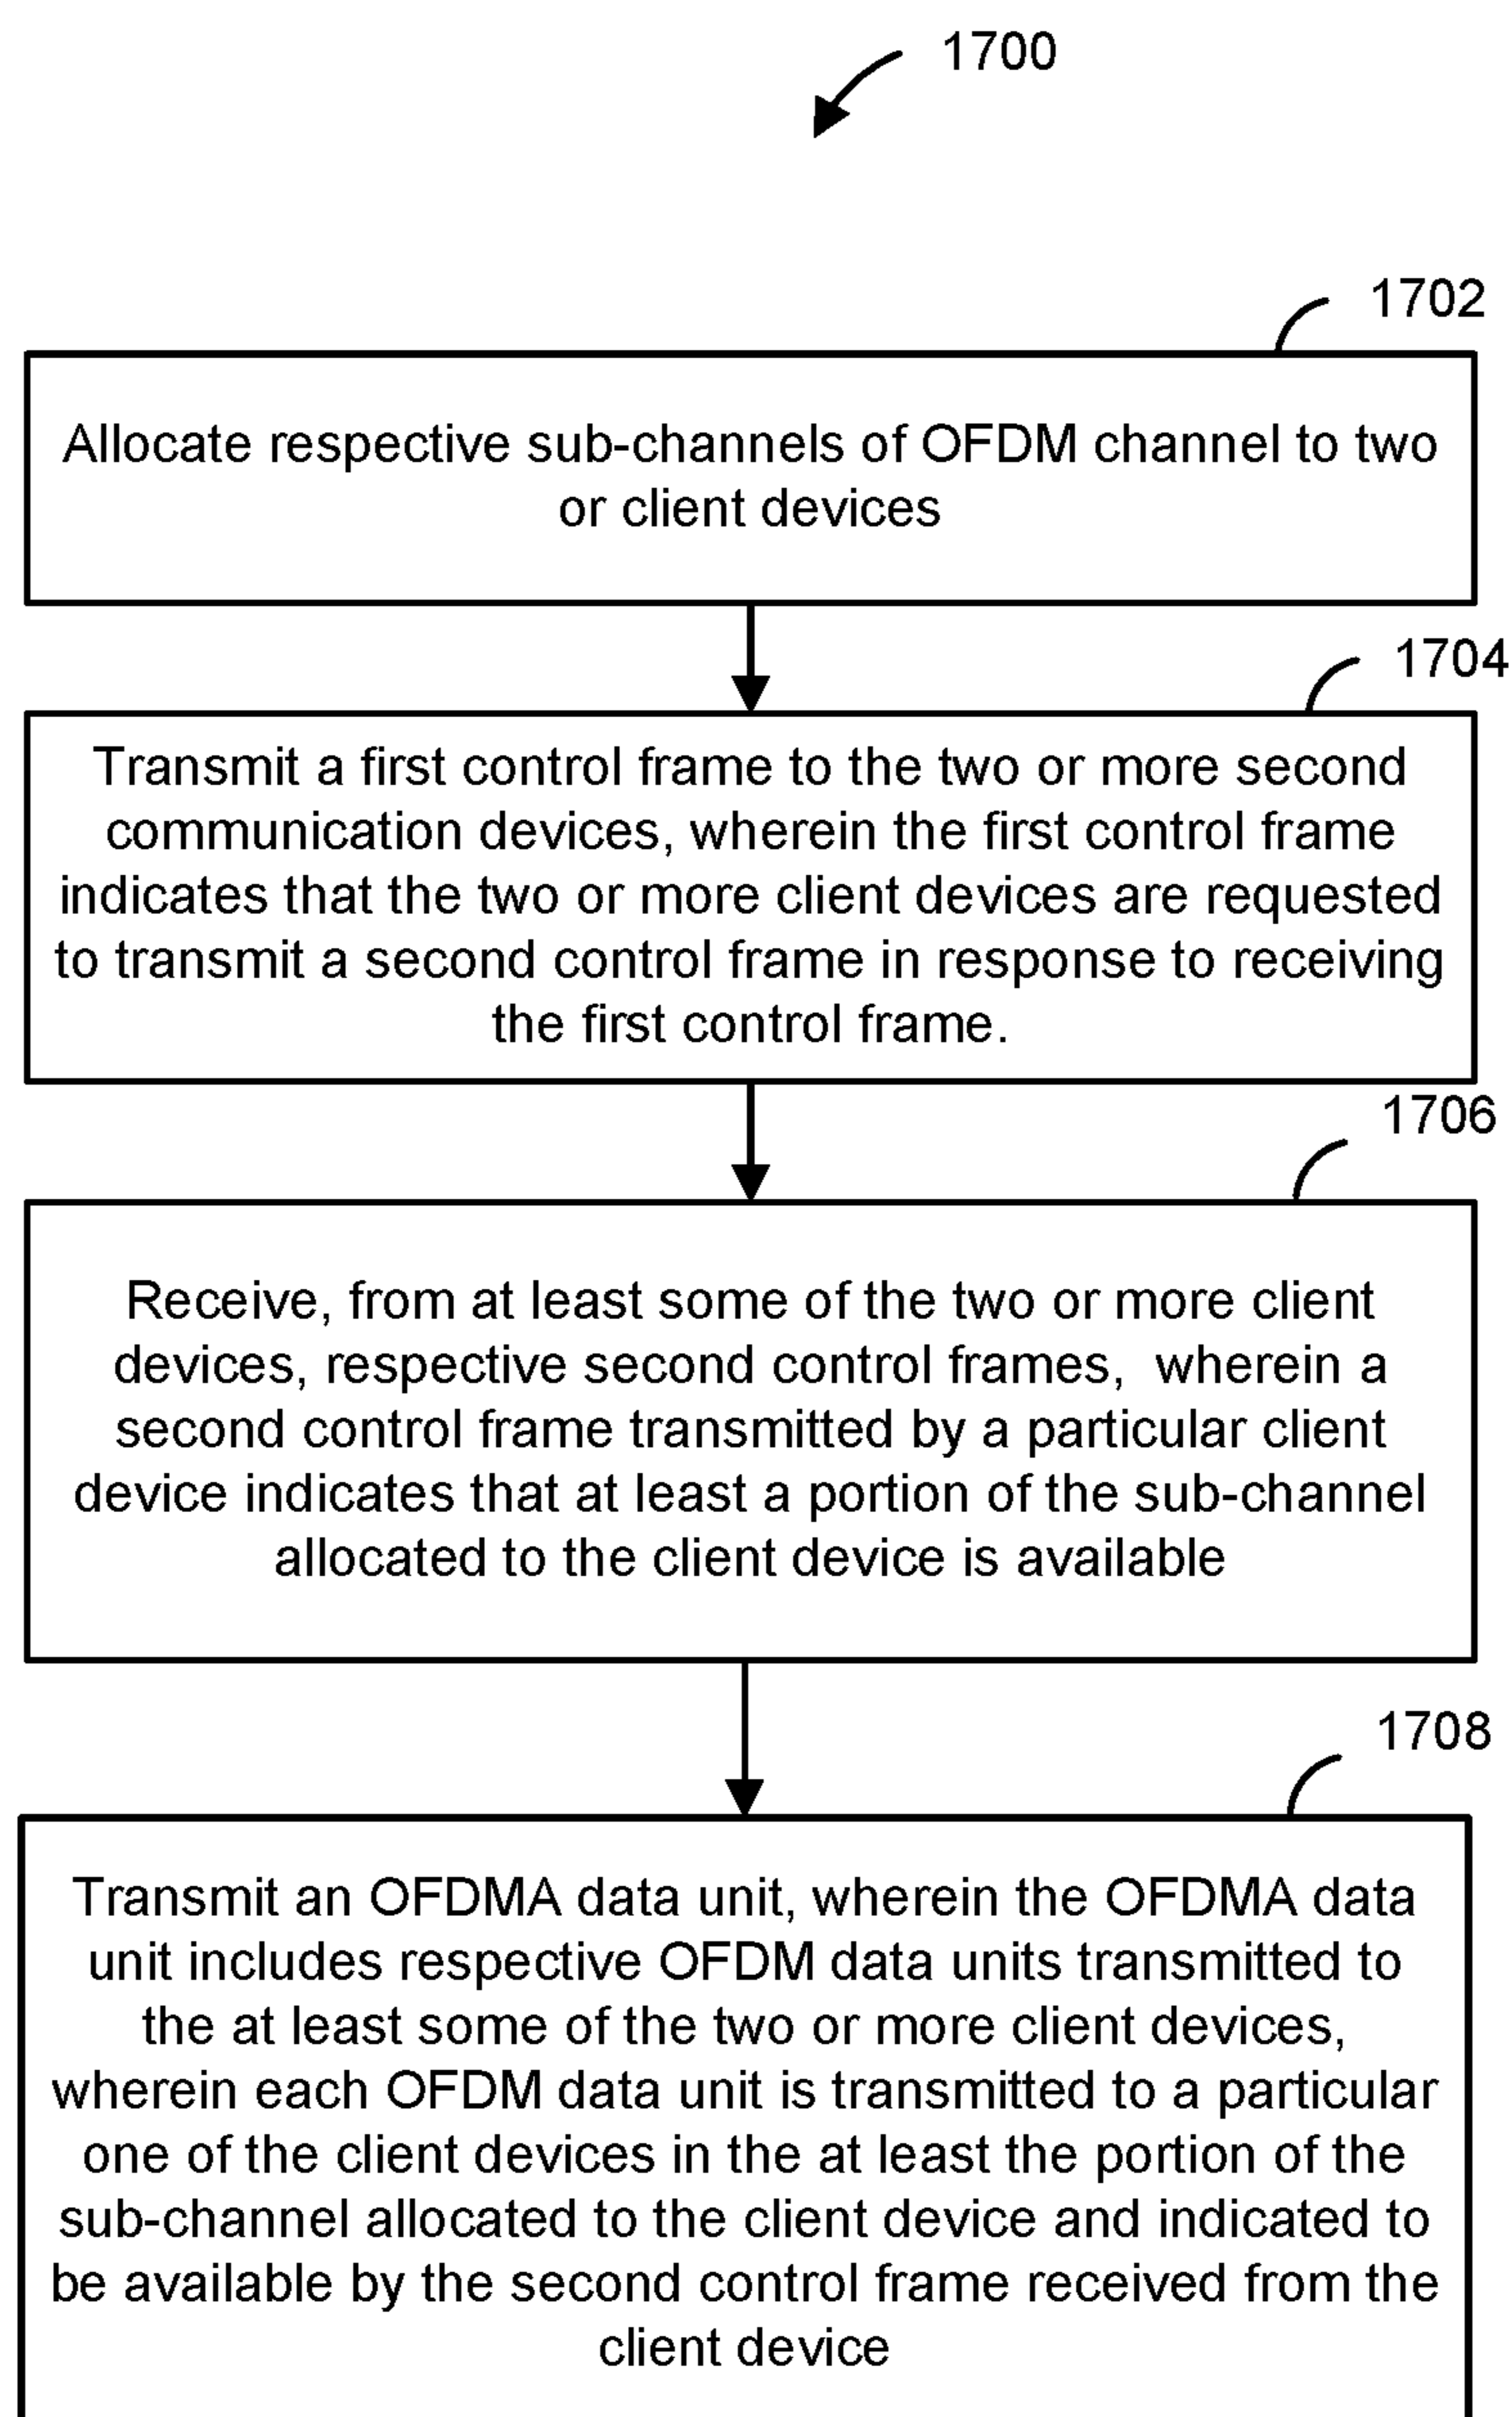 1700
1702
Allocate respective sub-channels of OFDM channel to two
or client devices
1704
Transmit a first control frame to the two or more second
communication devices, wherein the first control frame
indicates that the two or more client devices are requested
to transmit a second control frame in response to receiving
the first control frame.
1706
Receive, from at least some of the two or more client
devices, respective second control frames, wherein a
second control frame transmitted by a particular client
device indicates that at least a portion of the sub-channel
allocated to the client device is available
1708
Transmit an OFDMA data unit, wherein the OFDMA data
unit includes respective OFDM data units transmitted to
the at least some of the two or more client devices,
wherein each OFDM data unit is transmitted to a particular
one of the client devices in the at least the portion of the
sub-channel allocated to the client device and indicated to
be available by the second control frame received from the
client device